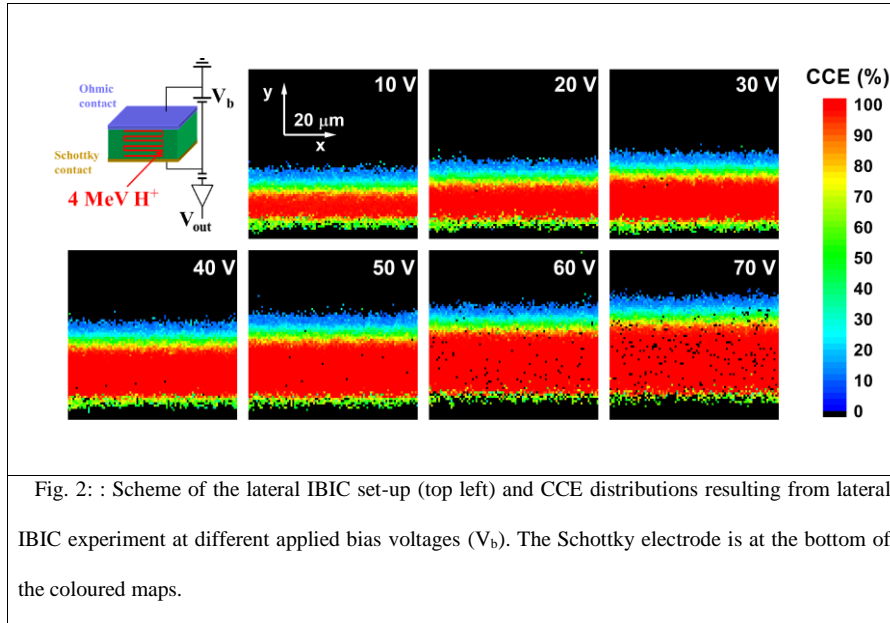 Ohmic
contact
V_b
Schottky
contact
4 MeV H⁺
V_out
y
20 μm
x
10 V
20 V
30 V
CCE (%)
100
90
80
70
60
50
40
30
20
10
0
40 V
50 V
60 V
70 V
Fig. 2: : Scheme of the lateral IBIC set-up (top left) and CCE distributions resulting from lateral
IBIC experiment at different applied bias voltages (V_b). The Schottky electrode is at the bottom of
the coloured maps.